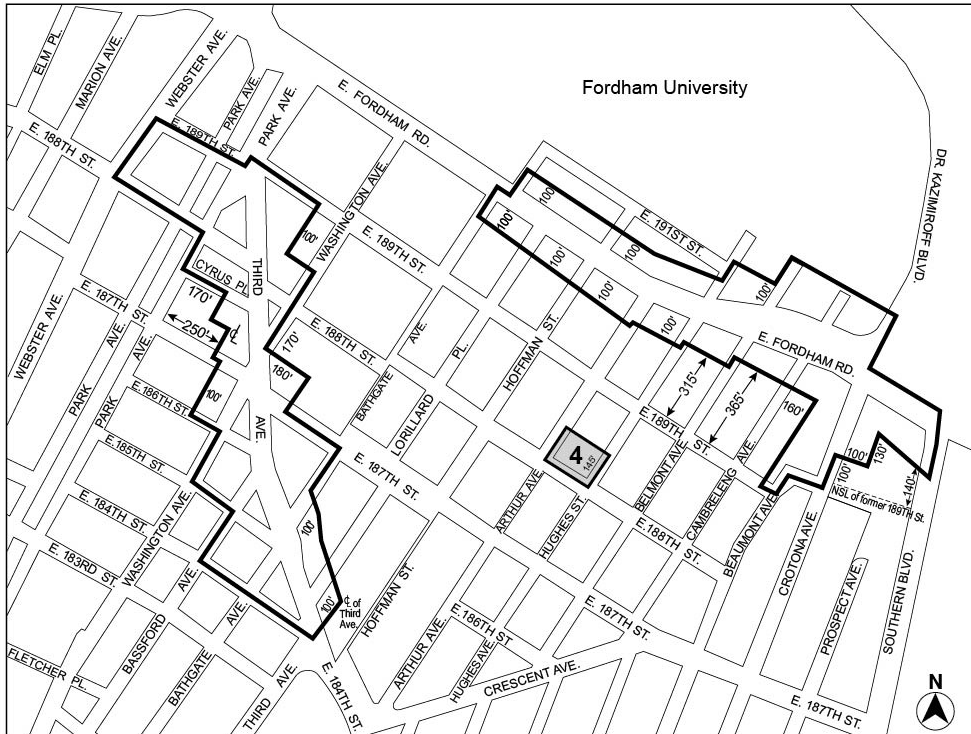 Fordham University
ELM PL.
MARION AVE.
WEBSTER AVE.
PARK AVE.
PARK AVE.
E. FORDHAM RD.
E. 188TH ST.
E. 189TH ST.
DR. KAZIMIROFF BLVD.
WASHINGTON AVE.
100'
100'
100'
100'
E. 191ST ST.
E. 189TH ST.
100'
THIRD
CYRUS PL.
100'
100'
100'
170'
250'
℄
E. 187TH ST.
WEBSTER AVE.
170'
E. 188TH ST.
AVE.
PL.
HOFFMAN ST.
100'
E. FORDHAM RD.
180'
BATHGATE
LORILLARD
315'
365'
160'
PARK AVE.
PARK
AVE.
E. 186TH ST.
100'
AVE.
E. 189TH ST.
E. 185TH ST.
4
145'
100'
130'
100'
140'
NSL of former 189TH St.
E. 187TH ST.
ARTHUR AVE.
HUGHES ST.
BELMONT AVE.
CAMBRELENG AVE.
E. 184TH ST.
WASHINGTON AVE.
E. 188TH ST.
BEAUMONT AVE.
CROTONA AVE.
PROSPECT AVE.
SOUTHERN BLVD.
100'
E. 183RD ST.
AVE.
AVE.
100'
℄ of
Third
Ave.
HOFFMAN ST.
E. 187TH ST.
E. 186TH ST.
FLETCHER PL.
BASSFORD
BATHGATE
THIRD AVE.
E. 184TH ST.
ARTHUR AVE.
HUGHES AVE.
CRESCENT AVE.
E. 187TH ST.
N